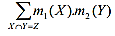 ∑ m₁(X).m₂(Y)
X∩Y=Z